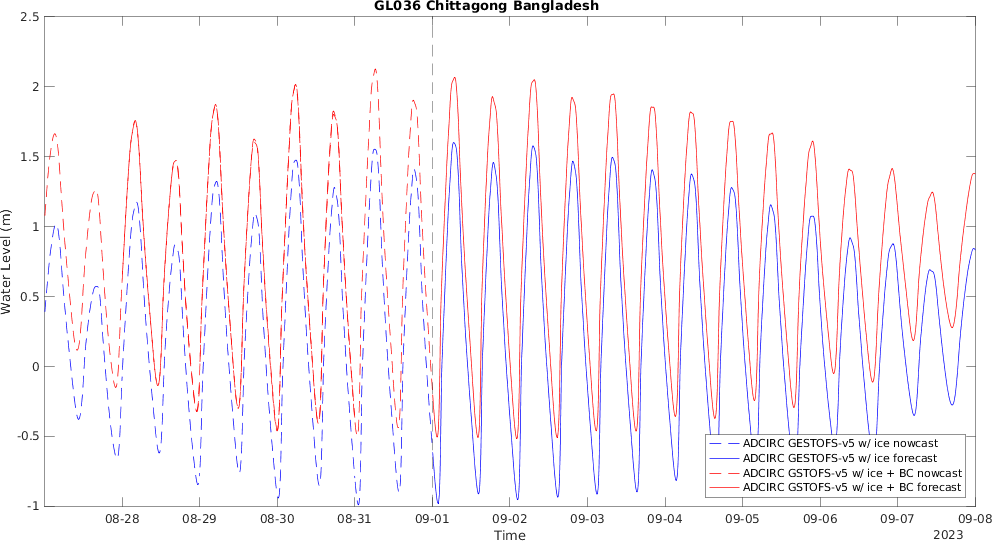 GL036 Chittagong Bangladesh
2.5
2
1.5
1
0.5
0
-0.5
-1
Water Level (m)
ADCIRC GESTOFS-v5 w/ ice nowcast
ADCIRC GESTOFS-v5 w/ ice forecast
ADCIRC GSTOFS-v5 w/ ice + BC nowcast
ADCIRC GSTOFS-v5 w/ ice + BC forecast
08-28 08-29 08-30 08-31 09-01 09-02 09-03 09-04 09-05 09-06 09-07 09-08
Time
2023